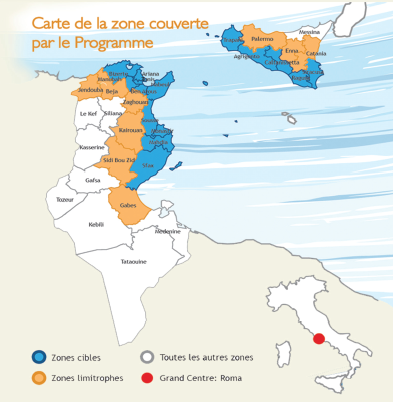 Carte de la zone couverte
par le Programme
Messina
Trapani
Palermo
Enna
Catania
Agrigento
Caltanissetta
Ragusa
Bizerte
Ariana
Manouba
Nabeul
Jendouba
Beja
Ben Arous
Zaghouan
Le Kef
Siliana
Sousse
Kairouan
Monastir
Mahdia
Kasserine
Sidi Bou Zid
Sfax
Gafsa
Tozeur
Gabes
Kebili
Medenine
Tataouine
Zones cibles
Toutes les autres zones
Zones limitrophes
Grand Centre: Roma